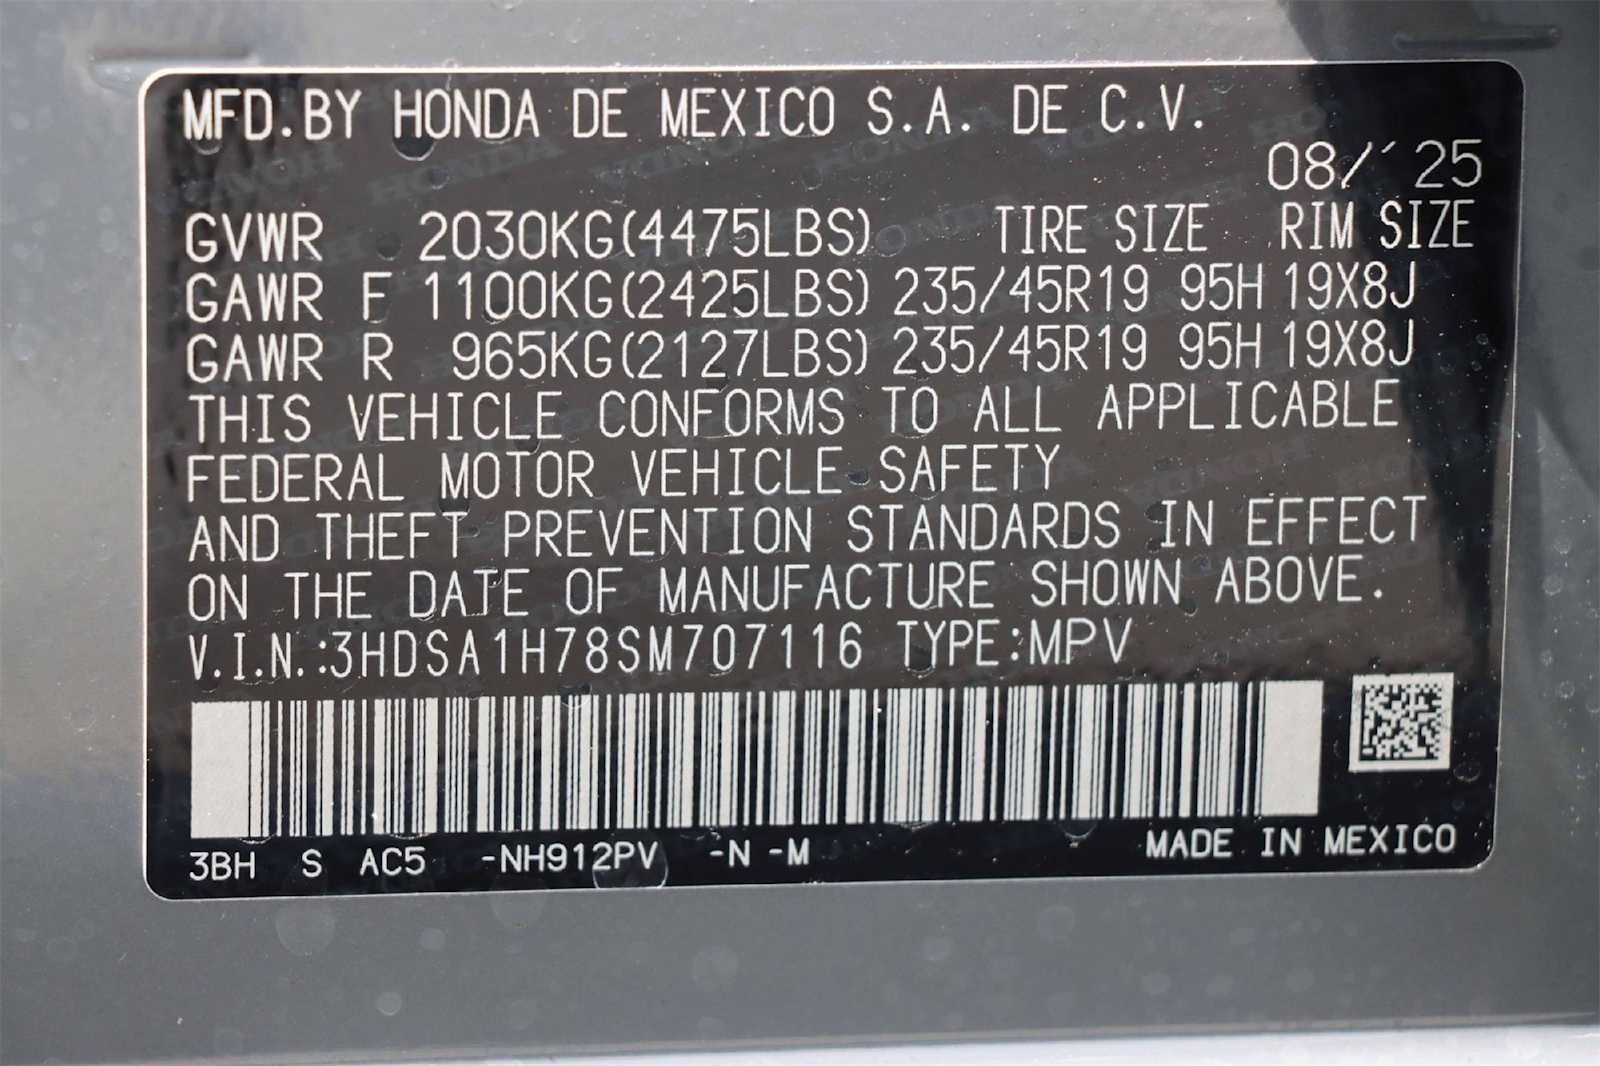 MFD.BY HONDA DE MEXICO S.A. DE C.V.
08/'25
GVWR 2030KG(4475LBS) TIRE SIZE RIM SIZE
GAWR F 1100KG(2425LBS) 235/45R19 95H 19X8J
GAWR R 965KG(2127LBS) 235/45R19 95H 19X8J
THIS VEHICLE CONFORMS TO ALL APPLICABLE
FEDERAL MOTOR VEHICLE SAFETY
AND THEFT PREVENTION STANDARDS IN EFFECT
ON THE DATE OF MANUFACTURE SHOWN ABOVE.
V.I.N.:3HDSA1H78SM707116 TYPE:MPV
3BH S AC5 -NH912PV -N -M MADE IN MEXICO